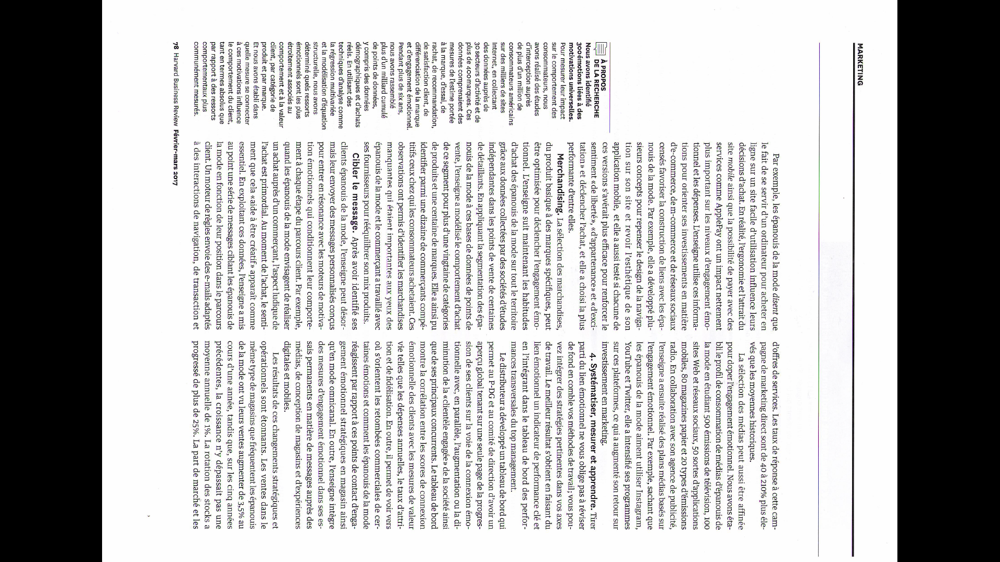 MARKETING
À PROPOS
DE LA RECHERCHE
Nous avons identifié
300 émotions liées à des
motivations universelles.
Pour mesurer leur impact
sur le comportement des
consommateurs, nous
avons réalisé des études
d'interception auprès
de plus d'un million de
consommateurs américains
sur des milliers de sites
Internet, en collectant
des données auprès de
30 secteurs d'activité et de
plus de 400 marques. Ces
données comprenaient des
mesures de l'estime portée
à la marque, d'essai, de
rachat, de recommandation,
de satisfaction client, de
différenciation de la marque
et d'engagement émotionnel.
Pendant plus de six ans,
nous avons rassemblé
plus d'un milliard cumulé
de points de données,
y compris des données
démographiques et d'achats
réels. En utilisant des
techniques d'analyse comme
la régression multivariée
et la modélisation d'équation
structurelle, nous avons
déterminé quels ressorts
émotionnels sont les plus
étroitement associés au
comportement et à la valeur
client, par catégorie de
produit et par marque.
Et nous avons établi dans
quelle mesure se connecter
à ces motivations influence
le comportement du client,
tant en termes absolus que
par rapport à des ressorts
comportementaux plus
communément mesurés.
Par exemple, les épanouis de la mode disent que
le fait de se servir d'un ordinateur pour acheter en
ligne sur un site facile d'utilisation influence leurs
décisions d'achat. En réalité, l'ergonomie et l'attrait du
site mobile ainsi que la possibilité de payer avec des
services comme ApplePay ont un impact nettement
plus important sur les niveaux d'engagement émo-
tionnel et les dépenses. L'enseigne utilise ces informa-
tions pour orienter ses investissements en matière
d'e-commerce, de m-commerce et de réseaux sociaux
censés favoriser la construction de liens avec les épa-
nouis de la mode. Par exemple, elle a développé plu-
sieurs concepts pour repenser le design de la naviga-
tion sur son site et revoir l'esthétique de son
application mobile, et elle a aussi testé si chacune de
ces versions s'avérait plus efficace pour renforcer le
sentiment «de liberté», «d'appartenance» et «d'exci-
tation» et déclencher l'achat, et elle a choisi la plus
performante d'entre elles.
Merchandising. La sélection des marchandises,
du produit basique à des marques spécifiques, peut
être optimisée pour déclencher l'engagement émo-
tionnel. L'enseigne suit maintenant les habitudes
d'achat des épanouis de la mode sur tout le territoire
grâce aux données collectées par des sociétés d'études
indépendantes dans les points de vente de centaines
de détaillants. En appliquant la segmentation des épa-
nouis de la mode à ces bases de données de points de
vente, l'enseigne a modélisé le comportement d'achat
de ce segment pour plus d'une vingtaine de catégories
de produits et une centaine de marques. Elle a ainsi pu
identifier parmi une dizaine de commerçants compé-
titifs ceux chez qui les consommateurs achetaient. Ces
observations ont permis d'identifier les marchandises
manquantes qui étaient importantes aux yeux des
épanouis de la mode et le commerçant a travaillé avec
ses fournisseurs pour rééquilibrer son mix produits.
Cibler le message. Après avoir identifié ses
clients épanouis de la mode, l'enseigne peut désor-
mais leur envoyer des messages personnalisés conçus
pour entrer en résonance avec les moteurs de motiva-
tion émotionnels qui conditionnent leur comporte-
ment à chaque étape du parcours client. Par exemple,
quand les épanouis de la mode envisagent de réaliser
un achat auprès d'un commerçant, l'aspect ludique de
l'achat est primordial. Au moment de l'achat, le senti-
ment que cela «aide à être créatif» apparaît comme
essentiel. En exploitant ces données, l'enseigne a mis
au point une série de messages ciblant les épanouis de
la mode en fonction de leur position dans le parcours
client. Un moteur de règles envoie des e-mails adaptés
à des interactions de navigation, de transaction et
d'offres de services. Les taux de réponse à cette cam-
pagne de marketing direct sont de 40 à 210% plus éle-
vés que les moyennes historiques.
La sélection des médias peut aussi être affinée
pour doper l'engagement émotionnel. Nous avons éta-
bli le profil de consommation de médias d'épanouis de
la mode en étudiant 500 émissions de télévision, 100
sites Web et réseaux sociaux, 50 sortes d'applications
mobiles, 80 magazines papier et 20 types d'émissions
radio. En collaboration avec son agence de publicité,
l'enseigne a ensuite réalisé des plans médias basés sur
l'engagement émotionnel. Par exemple, sachant que
les épanouis de la mode aiment utiliser Instagram,
YouTube et Twitter, elle a intensifié ses programmes
sur ces plateformes, ce qui a augmenté son retour sur
investissement en marketing.
4. Systématiser, mesurer et apprendre. Tirer
parti du lien émotionnel ne vous oblige pas à réviser
de fond en comble vos méthodes de travail; vous pou-
vez intégrer des stratégies pertinentes dans vos axes
de travail. Le meilleur résultat s'obtient en faisant du
lien émotionnel un indicateur de performance clé et
en l'intégrant dans le tableau de bord des perfor-
mances transversales du top management.
Le distributeur a développé un tableau de bord qui
permet au P-DG et au comité de direction d'avoir un
aperçu global tenant sur une seule page de la progres-
sion de ses clients sur la voie de la connexion émo-
tionnelle avec, en parallèle, l'augmentation ou la di-
minution de la «clientèle engagée» de la société ainsi
que de ses principaux concurrents. Le tableau de bord
montre la corrélation entre les scores de connexion
émotionnelle des clients avec les mesures de valeur
vie telles que les dépenses annuelles, le taux d'attri-
tion et de fidélisation. En outre, il permet de voir vers
où s'orientent les retombées commerciales de cer-
taines émotions et comment les épanouis de la mode
réagissent par rapport à ces points de contact d'enga-
gement émotionnel stratégiques en magasin ainsi
qu'en mode omnicanal. En outre, l'enseigne intègre
des mesures d'engagement émotionnel dans ses es-
sais permanents en matière de messages auprès des
médias, de conception de magasins et d'expériences
digitales et mobiles.
Les résultats de ces changements stratégiques et
opérationnels sont étonnants. Les ventes dans le
même type de magasins que fréquentent les épanouis
de la mode ont vu leurs ventes augmenter de 3,5% au
cours d'une année, tandis que, sur les cinq années
précédentes, la croissance n'y dépassait pas une
moyenne annuelle de 1%. La rotation des stocks a
progressé de plus de 25%. La part de marché et les
78 Harvard Business Review Février-mars 2017